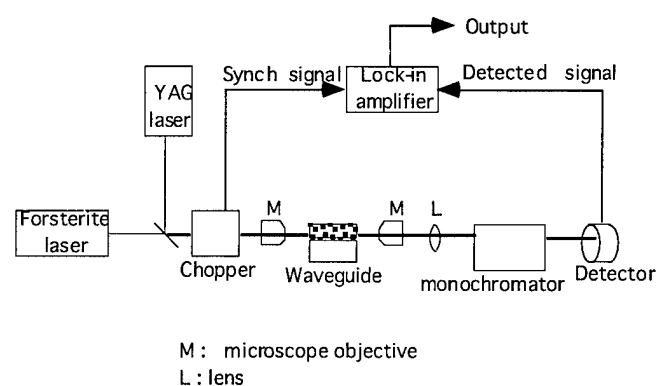 Output
Synch signal
Lock-in
amplifier
Detected signal
YAG
laser
Forsterite
laser
Chopper
M
Waveguide
M
L
monochromator
Detector
M : microscope objective
L : lens